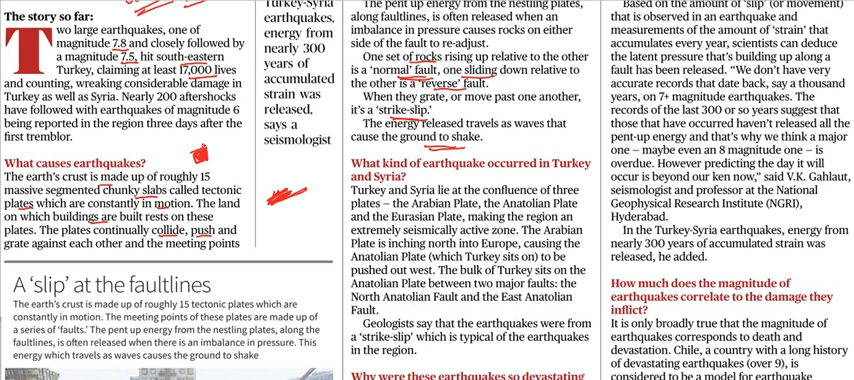 The story so far:
Two large earthquakes, one of
magnitude 7.8 and closely followed by
a magnitude 7.5, hit south-eastern
Turkey, claiming at least 17,000 lives
and counting, wreaking considerable damage in
Turkey as well as Syria. Nearly 200 aftershocks
have followed with earthquakes of magnitude 6
being reported in the region three days after the
first tremblor.
What causes earthquakes?
The earth's crust is made up of roughly 15
massive segmented chunky slabs called tectonic
plates which are constantly in motion. The land
on which buildings are built rests on these
plates. The plates continually collide, push and
grate against each other and the meeting points
Turkey-Syria
earthquakes,
energy from
nearly 300
years of
accumulated
strain was
released,
says a
seismologist
A 'slip' at the faultlines
The earth's crust is made up of roughly 15 tectonic plates which are
constantly in motion. The meeting points of these plates are made up of
a series of 'faults.' The pent up energy from the nestling plates, along the
faultlines, is often released when there is an imbalance in pressure. This
energy which travels as waves causes the ground to shake
The pent up energy from the nestling plates,
along faultlines, is often released when an
imbalance in pressure causes rocks on either
side of the fault to re-adjust.
One set of rocks rising up relative to the other
is a 'normal' fault, one sliding down relative to
the other is a 'reverse' fault.
When they grate, or move past one another,
it's a 'strike-slip.'
The energy released travels as waves that
cause the ground to shake.
What kind of earthquake occurred in Turkey
and Syria?
Turkey and Syria lie at the confluence of three
plates – the Arabian Plate, the Anatolian Plate
and the Eurasian Plate, making the region an
extremely seismically active zone. The Arabian
Plate is inching north into Europe, causing the
Anatolian Plate (which Turkey sits on) to be
pushed out west. The bulk of Turkey sits on the
Anatolian Plate between two major faults: the
North Anatolian Fault and the East Anatolian
Fault.
Geologists say that the earthquakes were from
a 'strike-slip' which is typical of the earthquakes
in the region.
Why were these earthquakes so devastating
Based on the amount of 'slip' (or movement)
that is observed in an earthquake and
measurements of the amount of 'strain' that
accumulates every year, scientists can deduce
the latent pressure that's building up along a
fault has been released. "We don't have very
accurate records that date back, say a thousand
years, on 7+ magnitude earthquakes. The
records of the last 300 or so years suggest that
those that have occurred haven't released all the
pent-up energy and that's why we think a major
one – maybe even an 8 magnitude one – is
overdue. However predicting the day it will
occur is beyond our ken now," said V.K. Gahlaut,
seismologist and professor at the National
Geophysical Research Institute (NGRI),
Hyderabad.
In the Turkey-Syria earthquakes, energy from
nearly 300 years of accumulated strain was
released, he added.
How much does the magnitude of
earthquakes correlate to the damage they
inflict?
It is only broadly true that the magnitude of
earthquakes corresponds to death and
devastation. Chile, a country with a long history
of devastating earthquakes (over 9), is
considered to be a model for earthquake